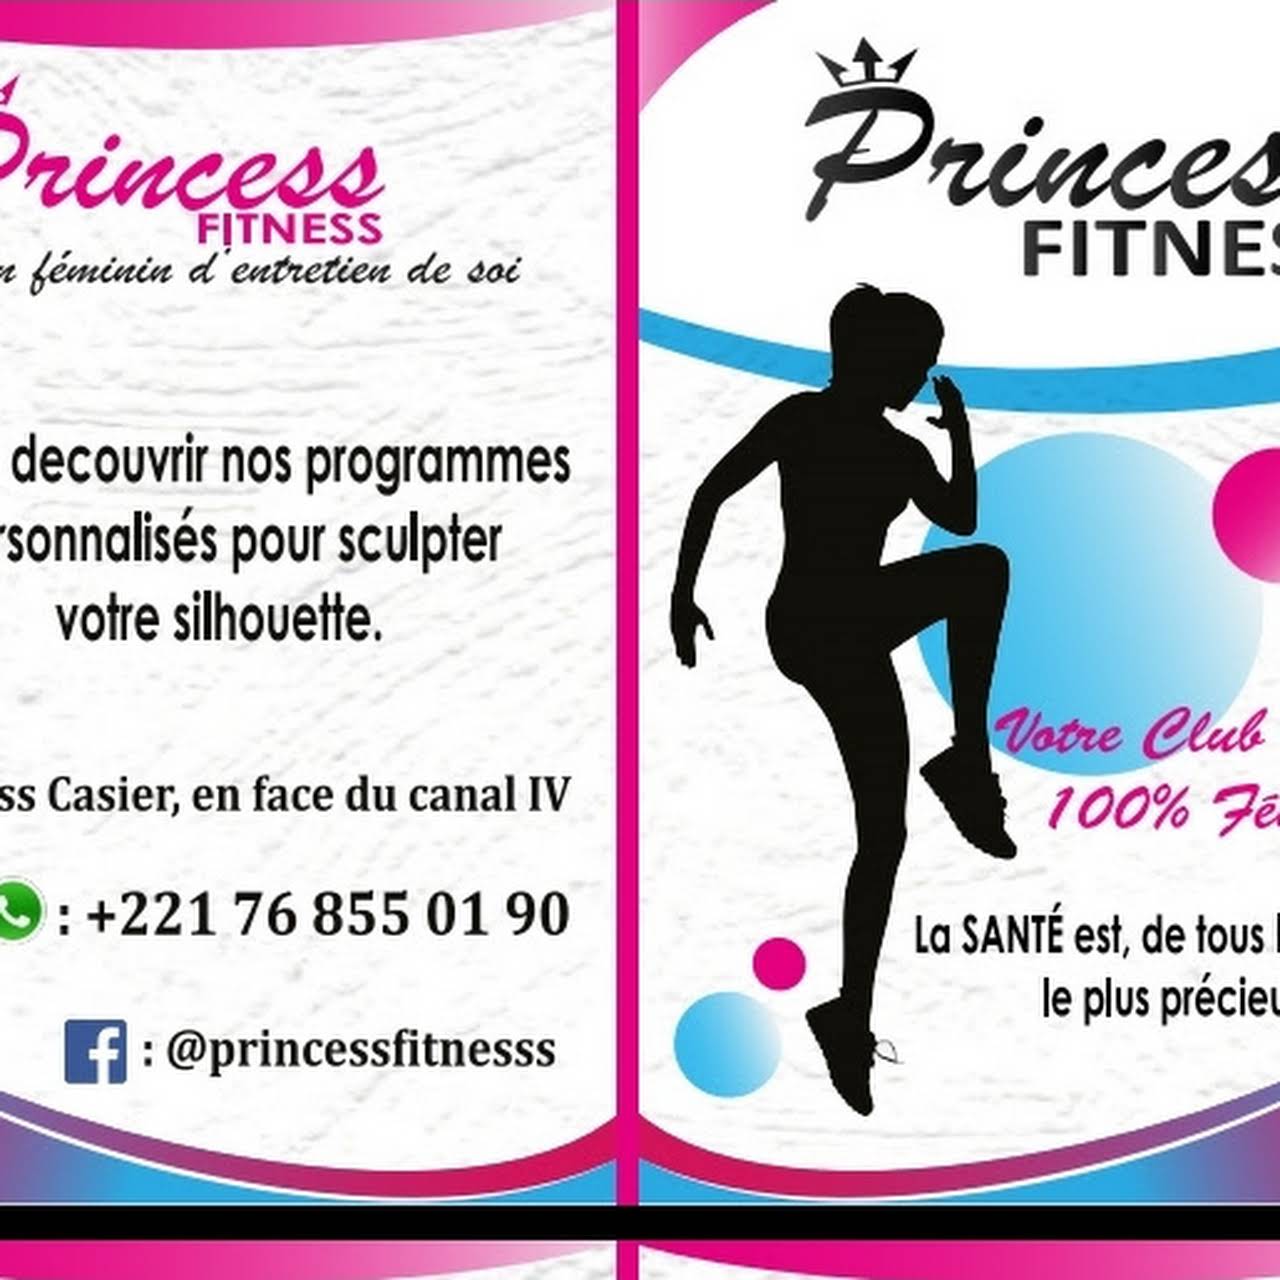 Princess
FITNESS
féminin d'entretien de soi
decouvrir nos programmes
rsonnalisés pour sculpter
votre silhouette.
ss Casier, en face du canal IV
: +221 76 855 01 90
: @princessfitnesss
Princes
FITNES
Votre Club
100% Fé
La SANTÉ est, de tous
le plus précieu